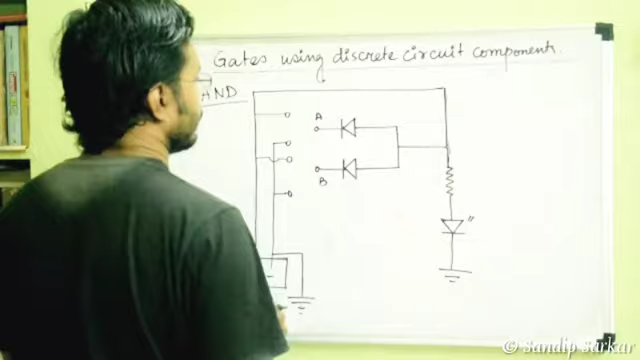 Gates using discrete circuit components.
AND
A
B
© Sandip Sarkar